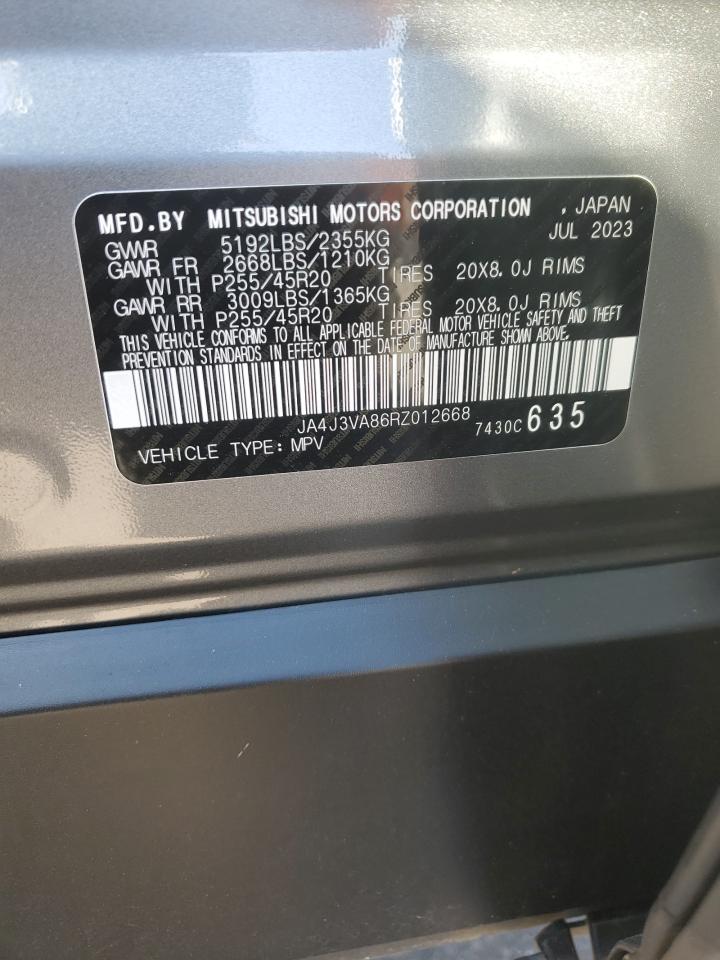 MFD.BY MITSUBISHI MOTORS CORPORATION , JAPAN
GVWR 5192LBS/2355KG JUL 2023
GAWR FR 2668LBS/1210KG
WITH P255/45R20 TIRES 20X8.0J RIMS
GAWR RR 3009LBS/1365KG
WITH P255/45R20 TIRES 20X8.0J RIMS
THIS VEHICLE CONFORMS TO ALL APPLICABLE FEDERAL MOTOR VEHICLE SAFETY AND THEFT
PREVENTION STANDARDS IN EFFECT ON THE DATE OF MANUFACTURE SHOWN ABOVE.
JA4J3VA86RZ012668 7430C 635
VEHICLE TYPE: MPV